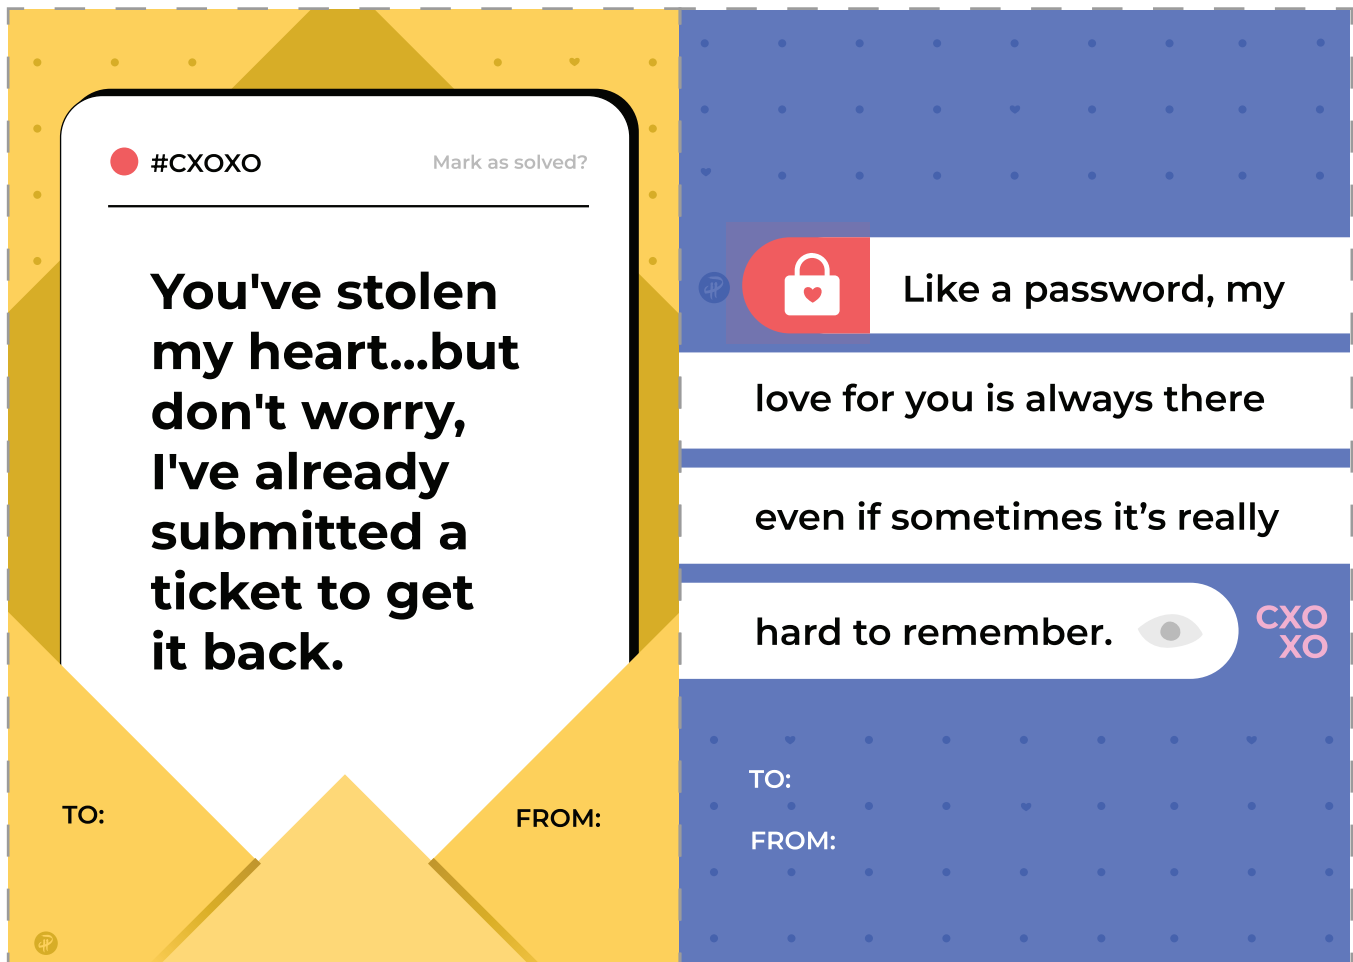 #CXOXO
Mark as solved?
You've stolen
my heart...but
don't worry,
I've already
submitted a
ticket to get
it back.
TO:
FROM:
Like a password, my
love for you is always there
even if sometimes it’s really
hard to remember.
CXO
XO
TO:
FROM: